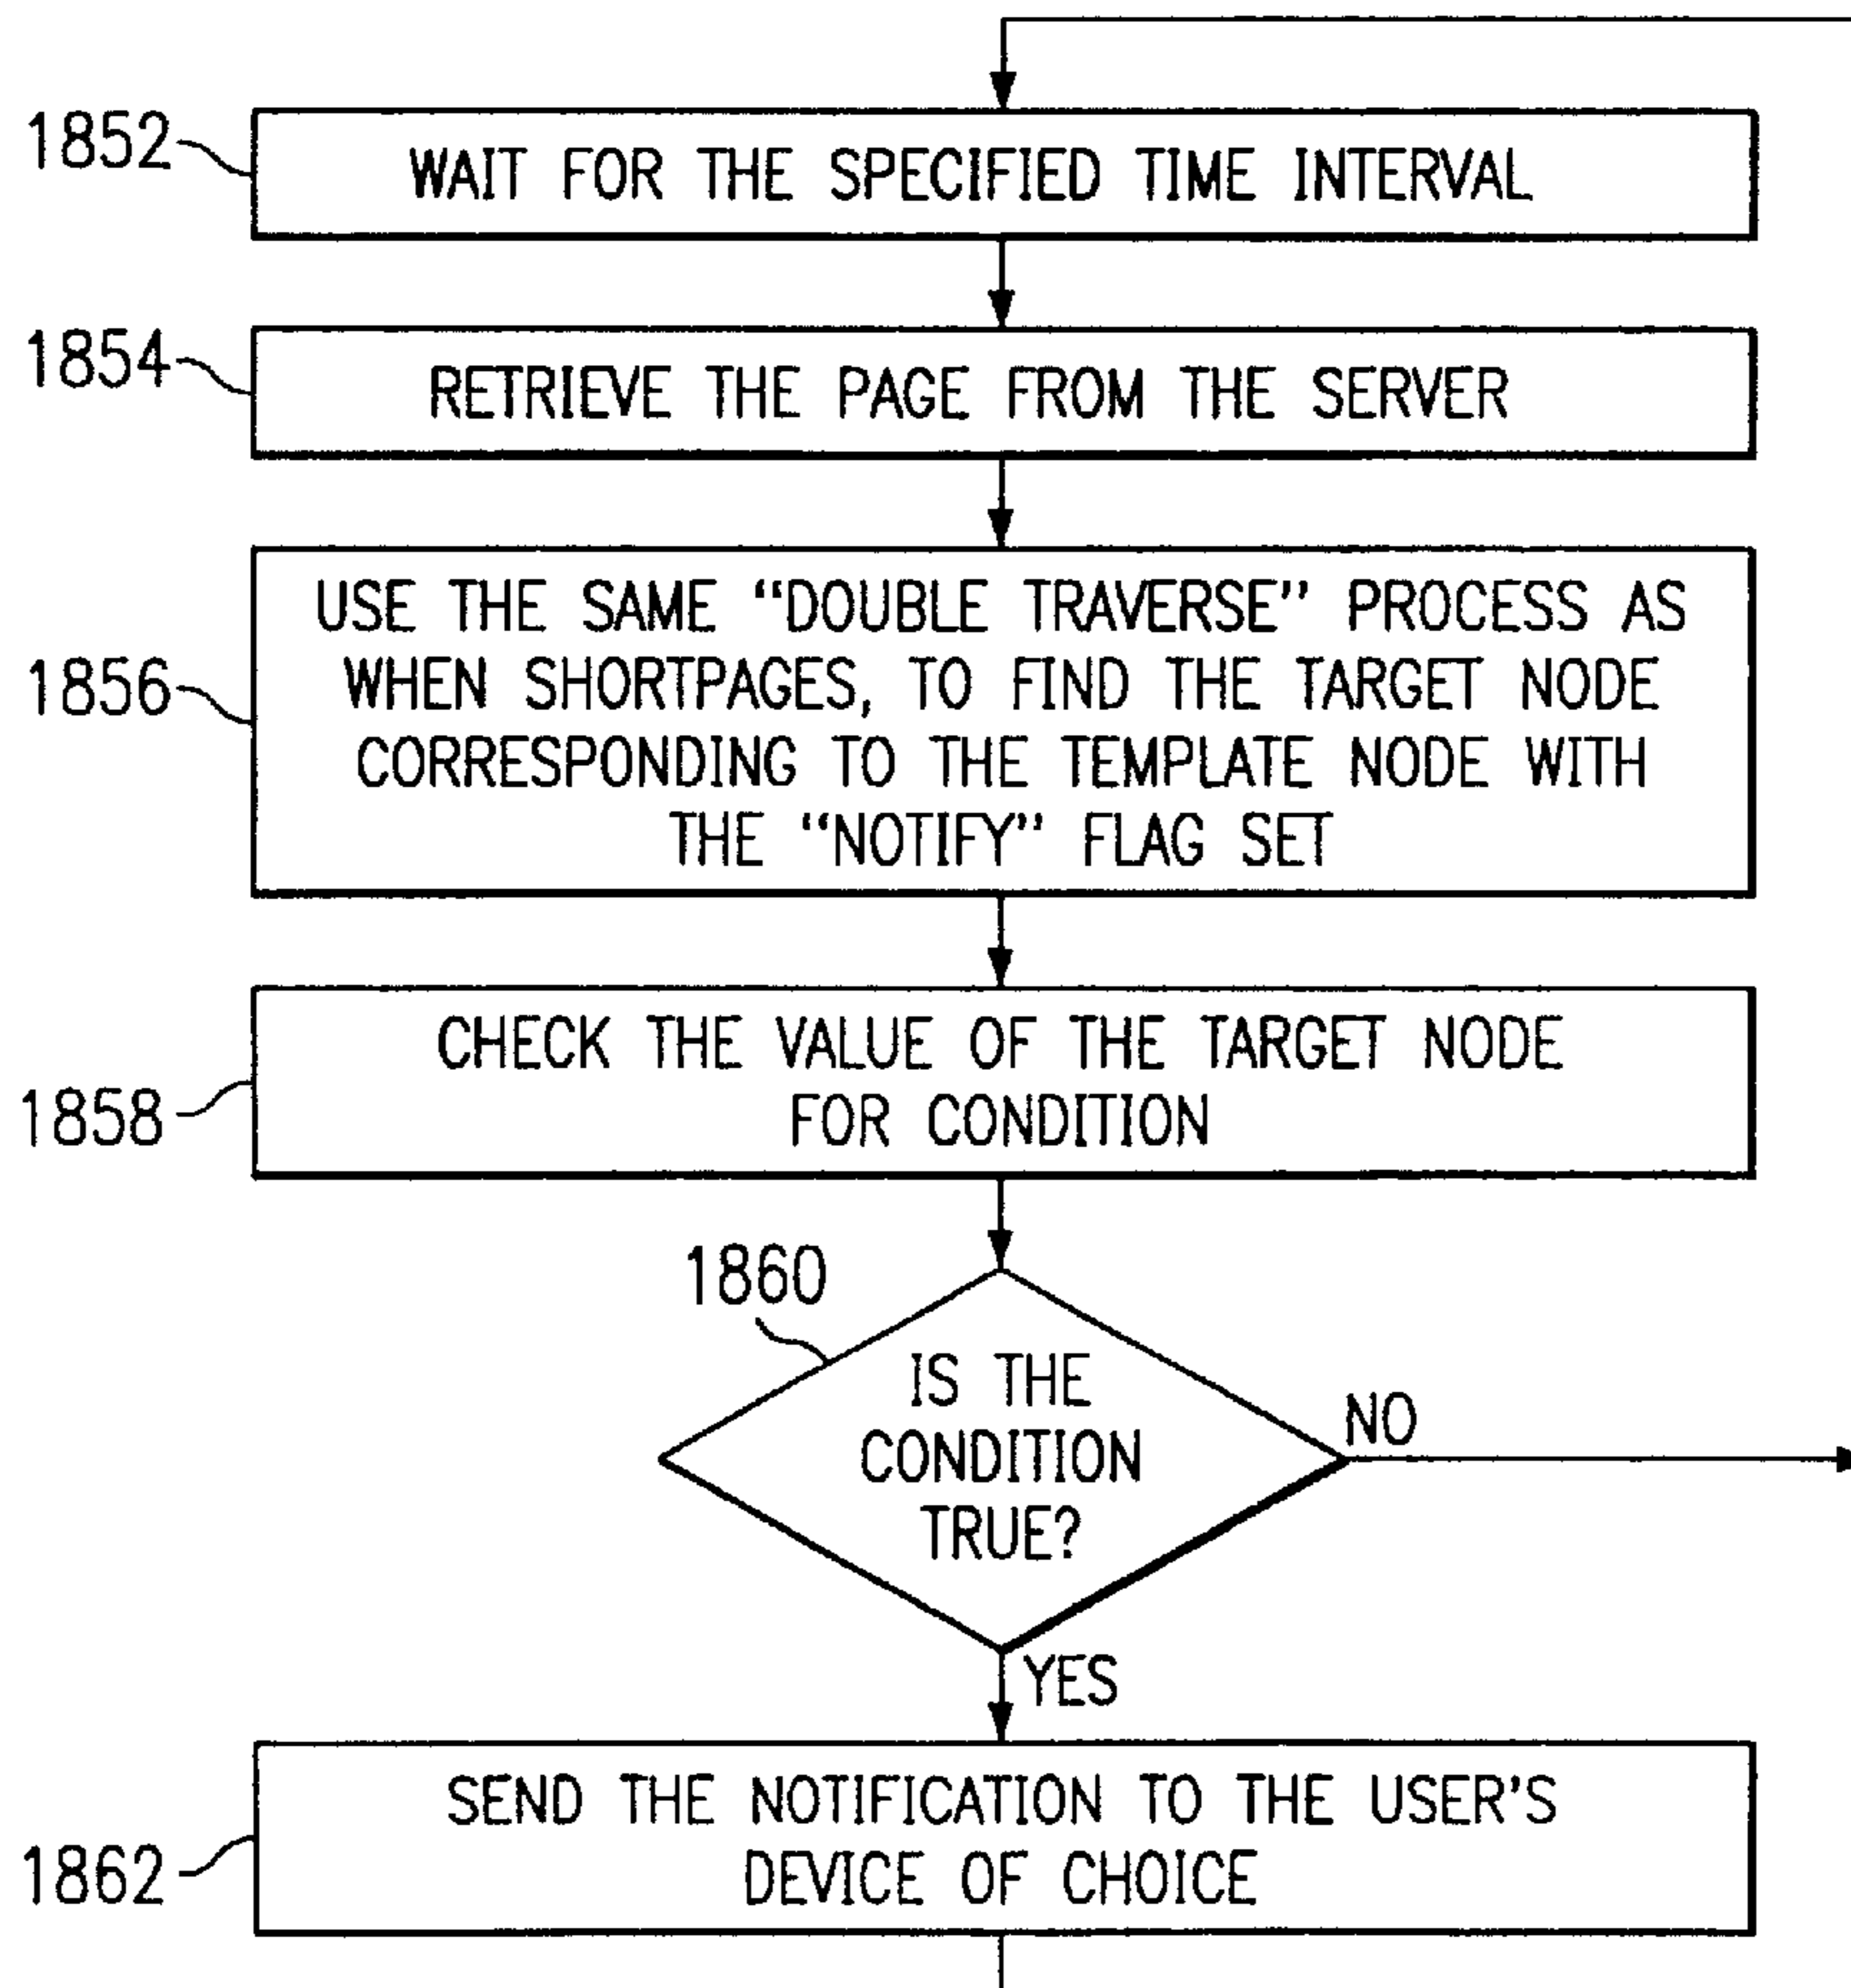 1852
WAIT FOR THE SPECIFIED TIME INTERVAL
1854
RETRIEVE THE PAGE FROM THE SERVER
1856
USE THE SAME “DOUBLE TRAVERSE” PROCESS AS
WHEN SHORTPAGES, TO FIND THE TARGET NODE
CORRESPONDING TO THE TEMPLATE NODE WITH
THE “NOTIFY” FLAG SET
1858
CHECK THE VALUE OF THE TARGET NODE
FOR CONDITION
1860
IS THE
CONDITION
TRUE?
NO
YES
1862
SEND THE NOTIFICATION TO THE USER'S
DEVICE OF CHOICE